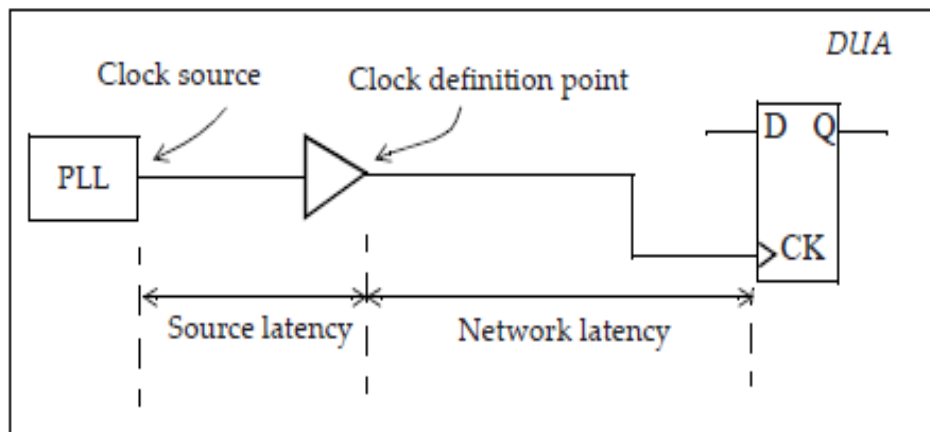 DUA
Clock source
Clock definition point
D Q
PLL
CK
Source latency
Network latency